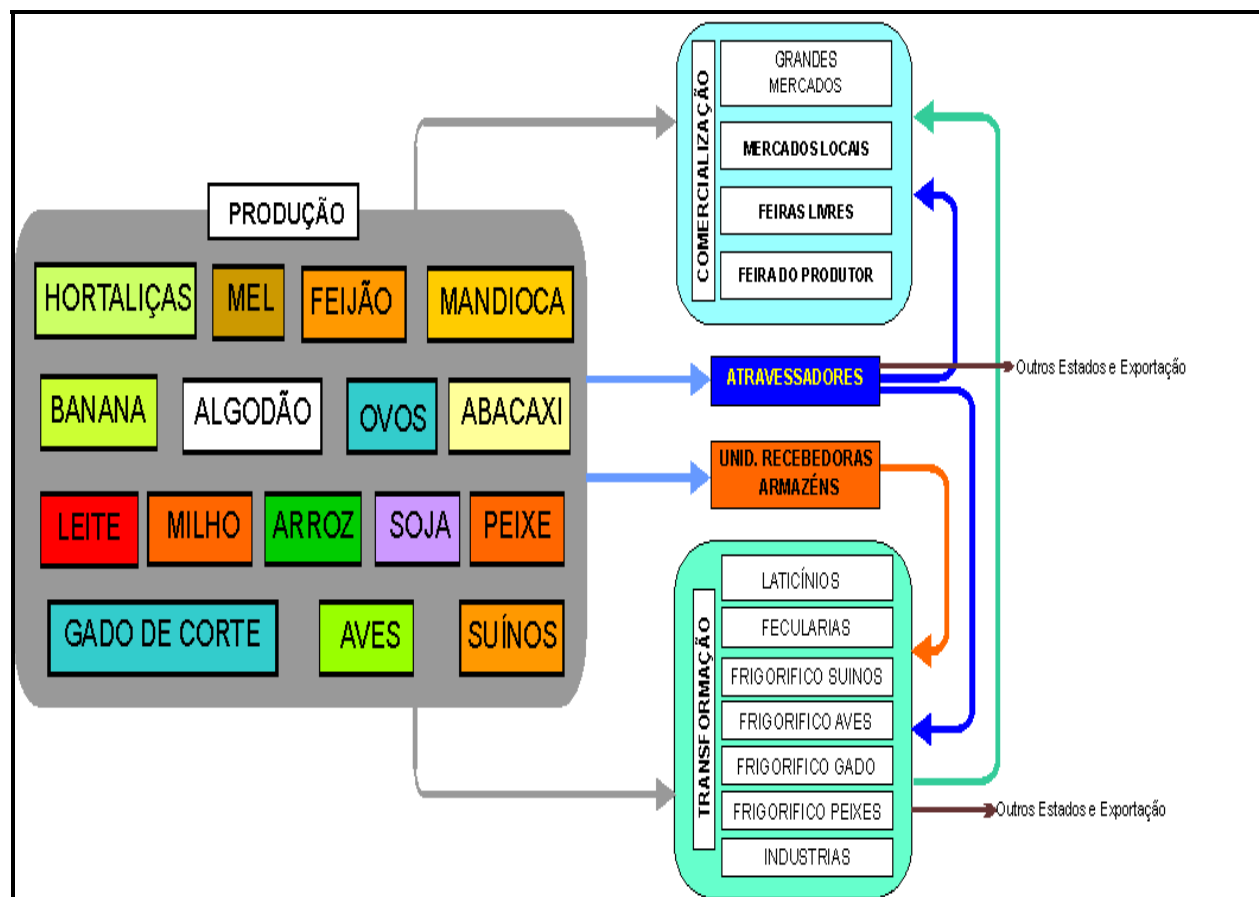 PRODUÇÃO
HORTALIÇAS
MEL
FEIJÃO
MANDIOCA
BANANA
ALGODÃO
OVOS
ABACAXI
LEITE
MILHO
ARROZ
SOJA
PEIXE
GADO DE CORTE
AVES
SUÍNOS
COMERCIALIZAÇÃO
GRANDES
MERCADOS
MERCADOS LOCAIS
FEIRAS LIVRES
FEIRA DO PRODUTOR
ATRAVESSADORES
Outros Estados e Exportação
UNID. RECEBEDORAS
ARMAZÉNS
TRANSFORMAÇÃO
LATICÍNIOS
FECULARIAS
FRIGORIFICO SUINOS
FRIGORIFICO AVES
FRIGORIFICO GADO
FRIGORIFICO PEIXES
INDUSTRIAS
Outros Estados e Exportação